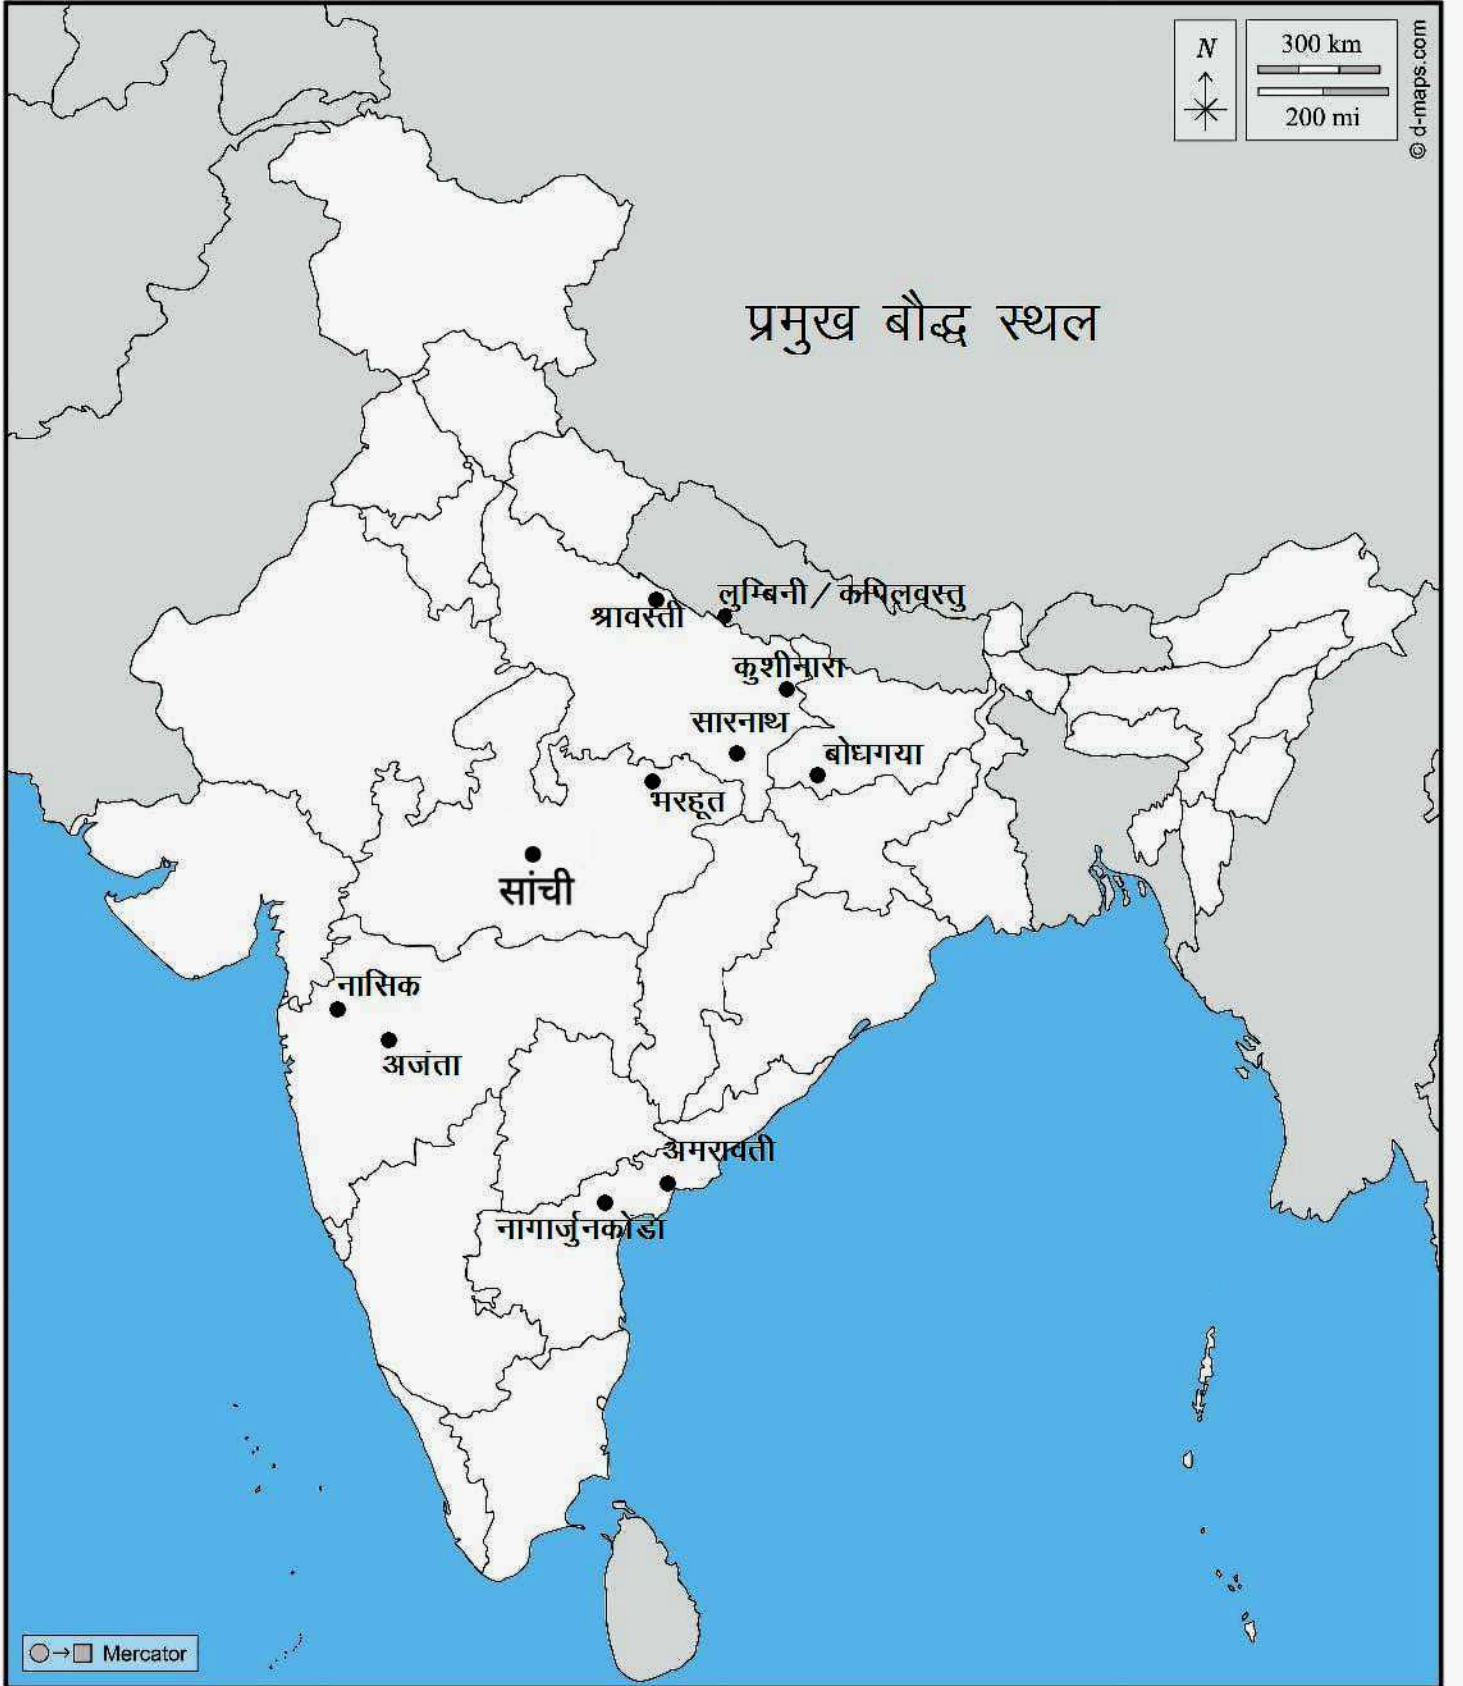 N
300 km
200 mi
© d-maps.com
प्रमुख बौद्ध स्थल
लुम्बिनी / कपिलवस्तु
श्रावस्ती
कुशीनारा
सारनाथ
बोधगया
भरहूत
सांची
नासिक
अजंता
अमरावती
नागार्जुनकोंडा
Mercator